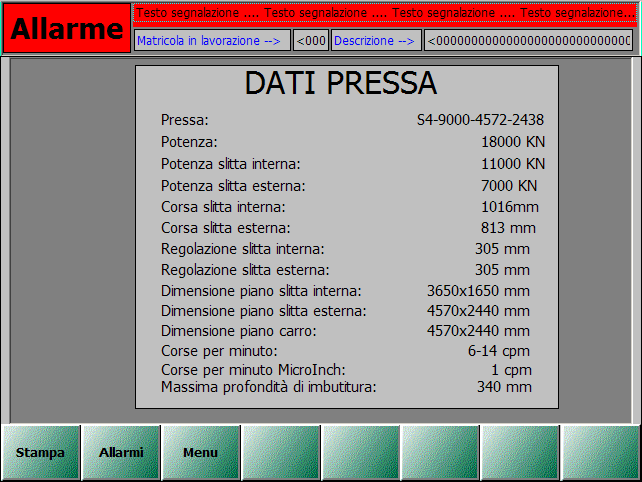 Allarme
Testo segnalazione .... Testo segnalazione .... Testo segnalazione .... Testo segnalazione...
Matricola in lavorazione --> <000 Descrizione --> <0000000000000000000000000000
DATI PRESSA
Pressa: S4-9000-4572-2438
Potenza: 18000 KN
Potenza slitta interna: 11000 KN
Potenza slitta esterna: 7000 KN
Corsa slitta interna: 1016mm
Corsa slitta esterna: 813 mm
Regolazione slitta interna: 305 mm
Regolazione slitta esterna: 305 mm
Dimensione piano slitta interna: 3650x1650 mm
Dimensione piano slitta esterna: 4570x2440 mm
Dimensione piano carro: 4570x2440 mm
Corse per minuto: 6-14 cpm
Corse per minuto MicroInch: 1 cpm
Massima profondità di imbutitura: 340 mm
Stampa Allarmi Menu